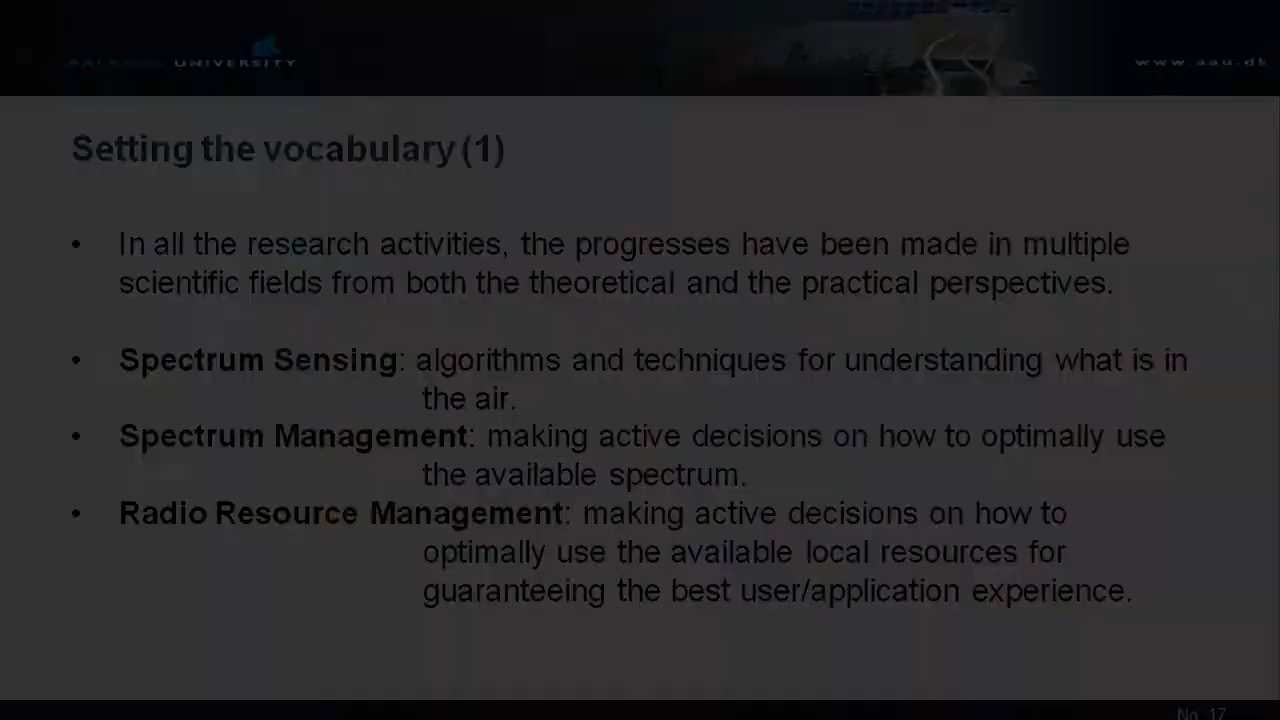 AALBORG UNIVERSITY
www.aau.dk
Setting the vocabulary (1)
• In all the research activities, the progresses have been made in multiple
scientific fields from both the theoretical and the practical perspectives.
• Spectrum Sensing: algorithms and techniques for understanding what is in
the air.
• Spectrum Management: making active decisions on how to optimally use
the available spectrum.
• Radio Resource Management: making active decisions on how to
optimally use the available local resources for
guaranteeing the best user/application experience.
No. 17